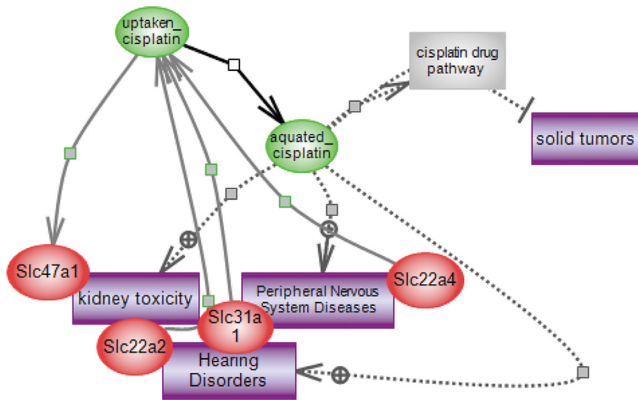 uptaken_
cisplatin
cisplatin drug
pathway
solid tumors
aquated_
cisplatin
Slc47a1
kidney toxicity
Peripheral Nervous
System Diseases
Slc22a4
Slc31a
1
Slc22a2
Hearing
Disorders